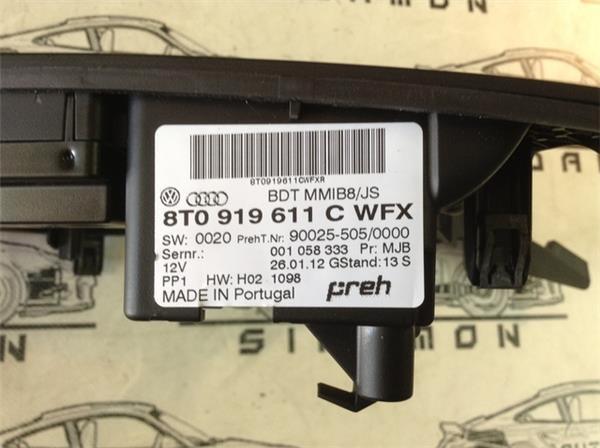 SIMAMON
8T0919611CWFXR
BDT MMIB8/JS
8T0 919 611 C WFX
SW: 0020 PrehT.Nr: 90025-505/0000
Sernr.: 001 058 333 Pr: MJB
12V 26.01.12 GStand: 13 S
PP1 HW: H02 1098
MADE IN Portugal preh